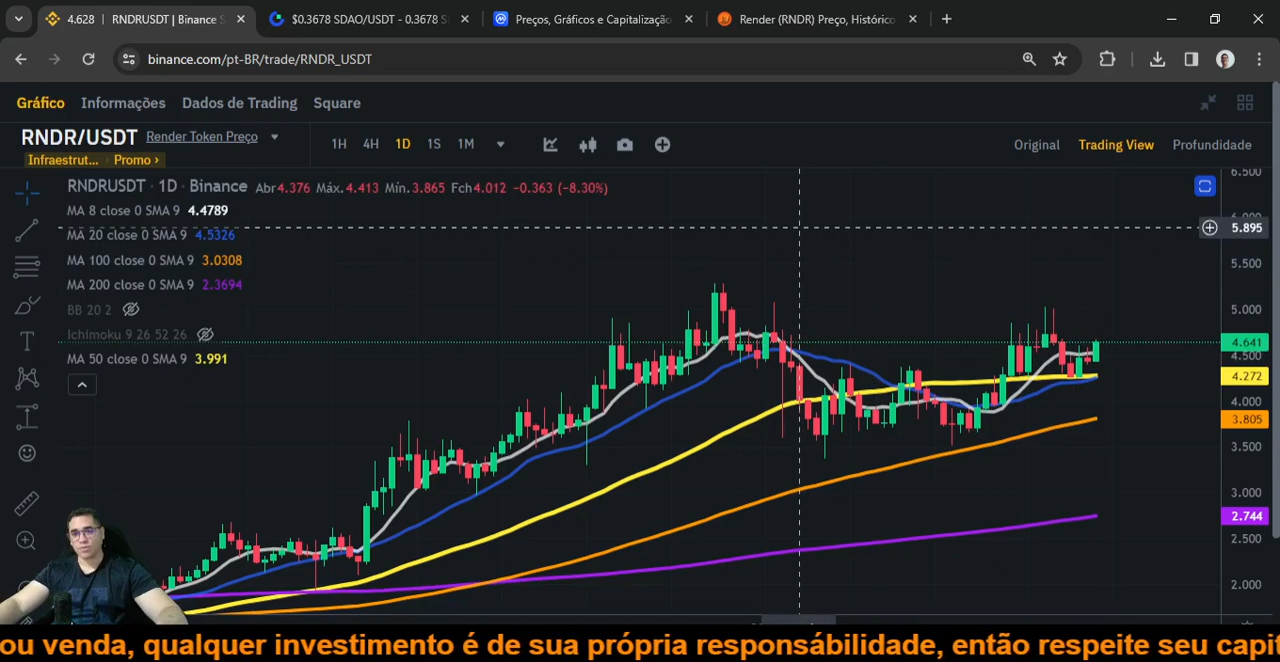 4.628 | RNDRUSDT | Binance S
$0.3678 SDAO/USDT - 0.3678 S
Preços, Gráficos e Capitalização
Render (RNDR) Preço, Histórico
binance.com/pt-BR/trade/RNDR_USDT
Gráfico Informações Dados de Trading Square
RNDR/USDT Render Token Preço
Infraestrut... · Promo ›
1H 4H 1D 1S 1M
Original Trading View Profundidade
RNDRUSDT · 1D · Binance Abr4.376 Máx.4.413 Mín.3.865 Fch4.012 -0.363 (-8.30%)
MA 8 close 0 SMA 9 4.4789
MA 20 close 0 SMA 9 4.5326
MA 100 close 0 SMA 9 3.0308
MA 200 close 0 SMA 9 2.3694
BB 20 2
Ichimoku 9 26 52 26
MA 50 close 0 SMA 9 3.991
6.500
6.000
5.895
5.500
5.000
4.641
4.500
4.272
4.000
3.805
3.500
3.000
2.744
2.500
2.000
ou venda, qualquer investimento é de sua própria responsábilidade, então respeite seu capi